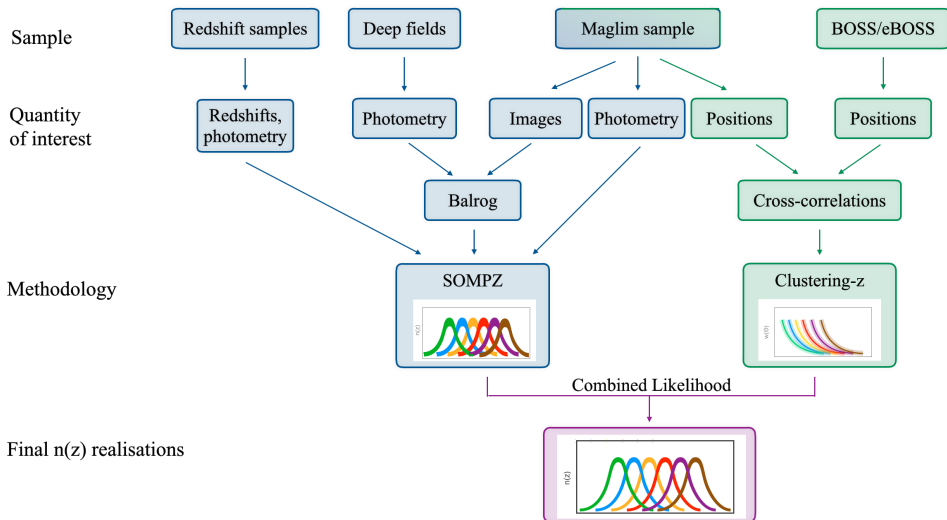 Sample
Redshift samples
Deep fields
Maglim sample
BOSS/eBOSS
Quantity
of interest
Redshifts,
photometry
Photometry
Images
Photometry
Positions
Positions
Balrog
Cross-correlations
Methodology
SOMPZ
n(z)
Clustering-z
w(θ)
Combined Likelihood
Final n(z) realisations
n(z)